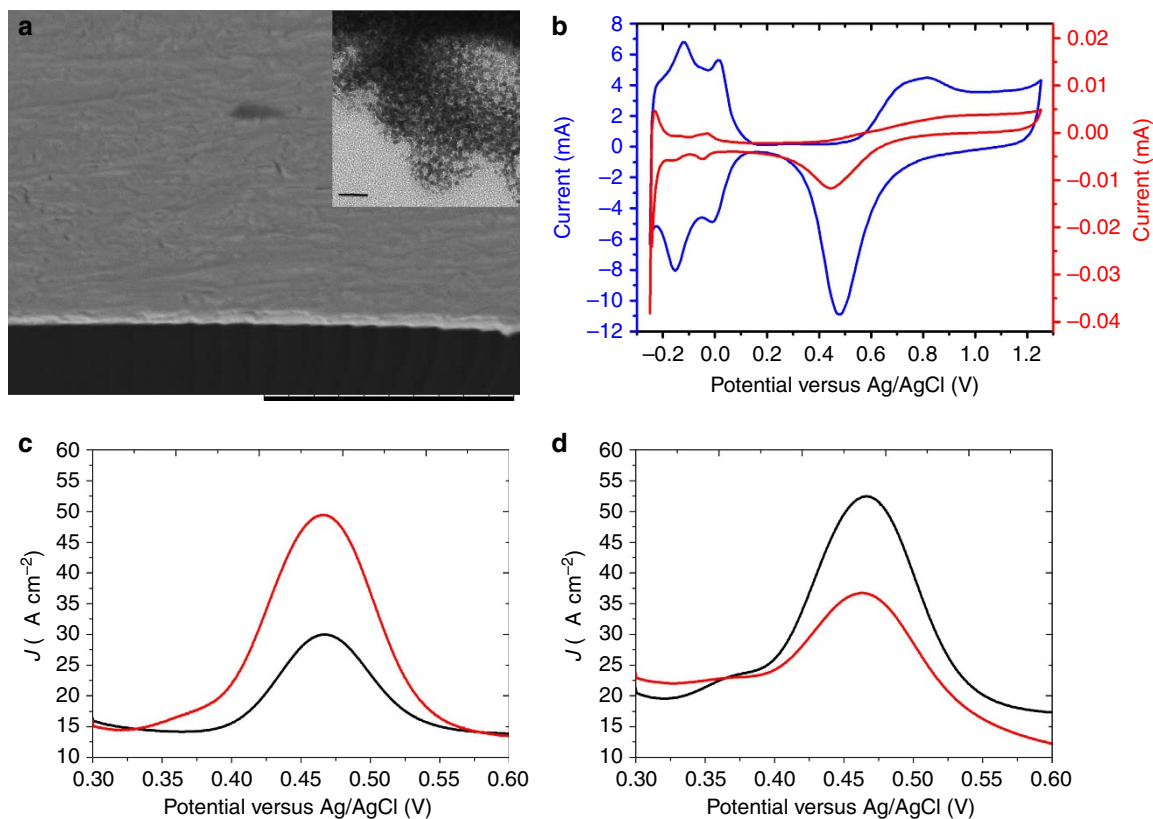 a
b
8
6
4
2
0
−2
−4
−6
−8
−10
−12
Current (mA)
0.02
0.01
0.00
−0.01
−0.02
−0.03
−0.04
Current (mA)
−0.2 0.0 0.2 0.4 0.6 0.8 1.0 1.2
Potential versus Ag/AgCl (V)
c
60
55
50
45
40
35
30
25
20
15
10
J ( A cm−2)
0.30 0.35 0.40 0.45 0.50 0.55 0.60
Potential versus Ag/AgCl (V)
d
60
55
50
45
40
35
30
25
20
15
10
J ( A cm−2)
0.30 0.35 0.40 0.45 0.50 0.55 0.60
Potential versus Ag/AgCl (V)